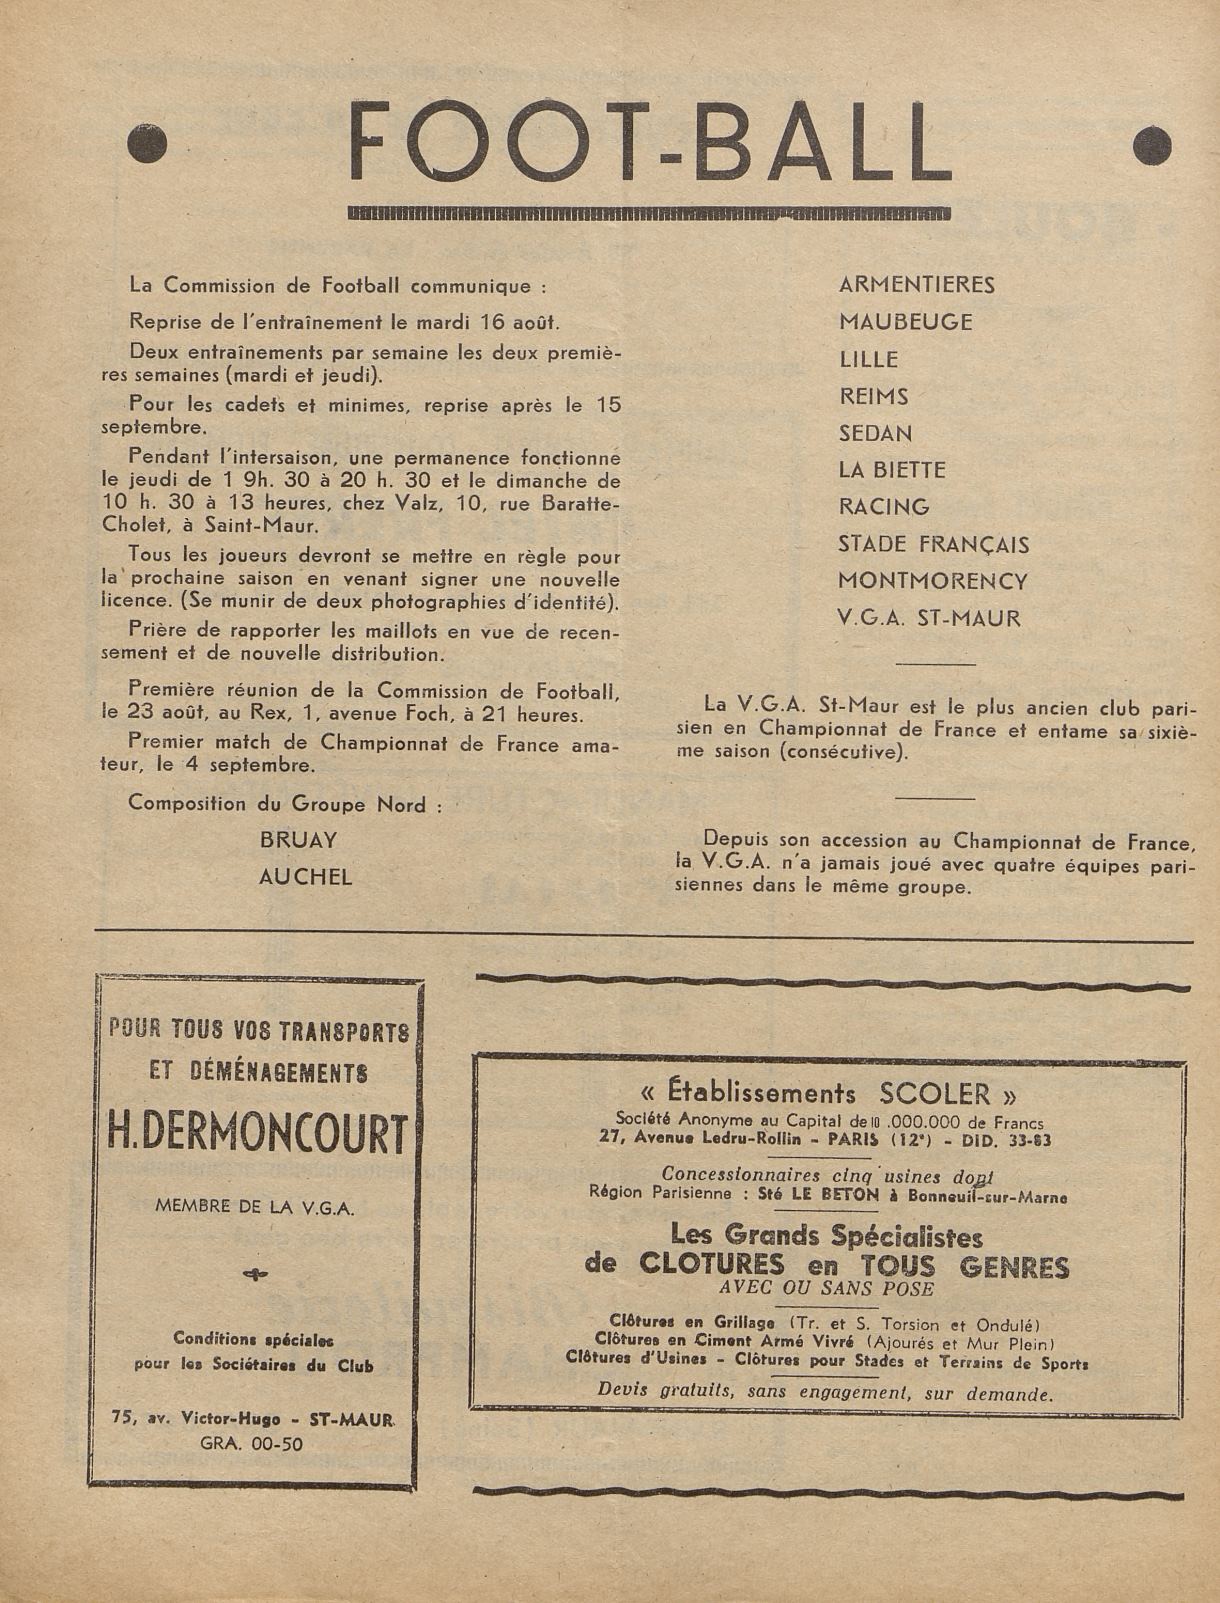 FOOT-BALL
La Commission de Football communique :
Reprise de l'entraînement le mardi 16 août.
Deux entraînements par semaine les deux premiè-
res semaines (mardi et jeudi).
Pour les cadets et minimes, reprise après le 15
septembre.
Pendant l'intersaison, une permanence fonctionne
le jeudi de 1 9h. 30 à 20 h. 30 et le dimanche de
10 h. 30 à 13 heures, chez Valz, 10, rue Baratte-
Cholet, à Saint-Maur.
Tous les joueurs devront se mettre en règle pour
la prochaine saison en venant signer une nouvelle
licence. (Se munir de deux photographies d'identité).
Prière de rapporter les maillots en vue de recen-
sement et de nouvelle distribution.
Première réunion de la Commission de Football,
le 23 août, au Rex, 1, avenue Foch, à 21 heures.
Premier match de Championnat de France ama-
teur, le 4 septembre.
Composition du Groupe Nord :
BRUAY
AUCHEL
ARMENTIERES
MAUBEUGE
LILLE
REIMS
SEDAN
LA BIETTE
RACING
STADE FRANÇAIS
MONTMORENCY
V.G.A. ST-MAUR
La V.G.A. St-Maur est le plus ancien club pari-
sien en Championnat de France et entame sa sixiè-
me saison (consécutive).
Depuis son accession au Championnat de France,
la V.G.A. n'a jamais joué avec quatre équipes pari-
siennes dans le même groupe.
POUR TOUS VOS TRANSPORTS
ET DÉMÉNAGEMENTS
H.DERMONCOURT
MEMBRE DE LA V.G.A.
Conditions spéciales
pour les Sociétaires du Club
75, av. Victor-Hugo - ST-MAUR
GRA. 00-50
« Établissements SCOLER »
Société Anonyme au Capital de 10 .000.000 de Francs
27, Avenue Ledru-Rollin - PARIS (12e) - DID. 33-83
Concessionnaires cinq usines dont
Région Parisienne : Sté LE BETON à Bonneuil-sur-Marne
Les Grands Spécialistes
de CLOTURES en TOUS GENRES
AVEC OU SANS POSE
Clôtures en Grillage (Tr. et S. Torsion et Ondulé)
Clôtures en Ciment Armé Vivré (Ajourés et Mur Plein)
Clôtures d'Usines - Clôtures pour Stades et Terrains de Sports
Devis gratuits, sans engagement, sur demande.